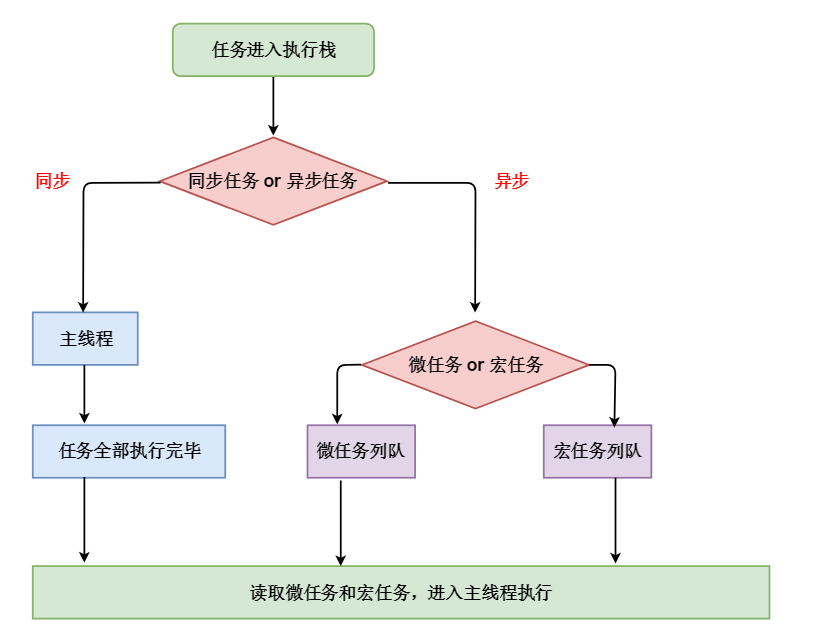 任务进入执行栈
同步
同步任务 or 异步任务
异步
主线程
微任务 or 宏任务
任务全部执行完毕
微任务列队
宏任务列队
读取微任务和宏任务，进入主线程执行